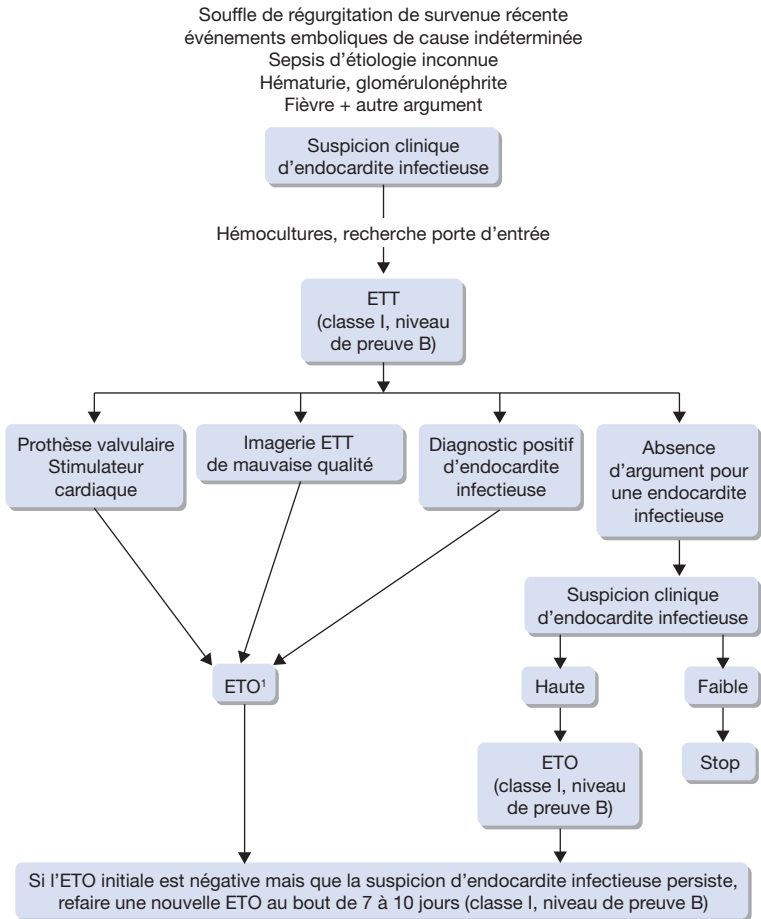 Souffle de régurgitation de survenue récente
événements emboliques de cause indéterminée
Sepsis d'étiologie inconnue
Hématurie, glomérulonéphrite
Fièvre + autre argument
Suspicion clinique
d'endocardite infectieuse
Hémocultures, recherche porte d'entrée
ETT
(classe I, niveau
de preuve B)
Prothèse valvulaire
Stimulateur
cardiaque
Imagerie ETT
de mauvaise qualité
Diagnostic positif
d'endocardite
infectieuse
Absence
d'argument pour
une endocardite
infectieuse
Suspicion clinique
d'endocardite infectieuse
ETO¹
Haute
Faible
ETO
(classe I, niveau
de preuve B)
Stop
Si l'ETO initiale est négative mais que la suspicion d'endocardite infectieuse persiste,
refaire une nouvelle ETO au bout de 7 à 10 jours (classe I, niveau de preuve B)